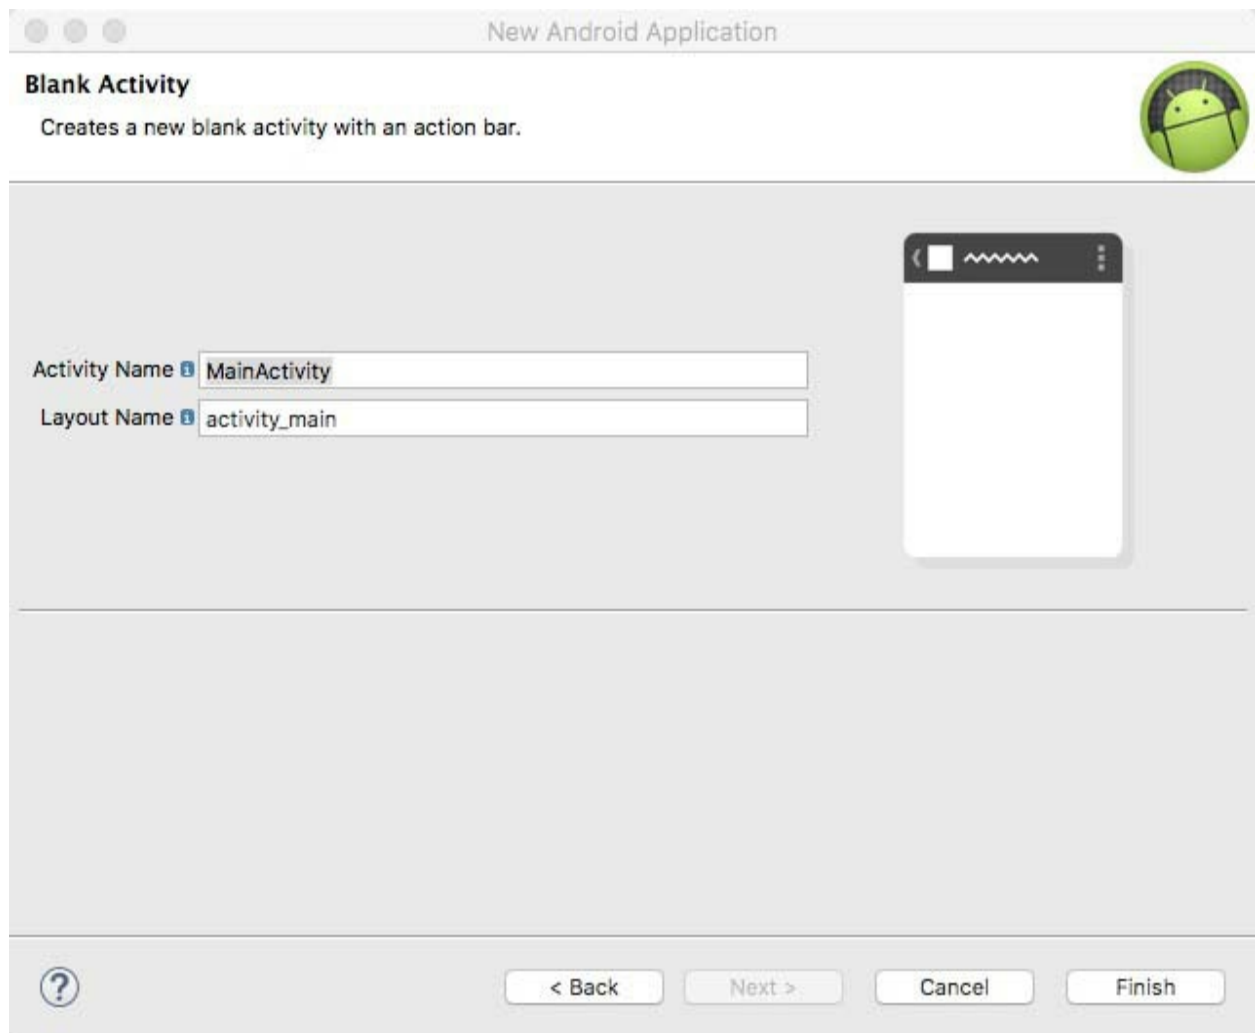 New Android Application
Blank Activity
Creates a new blank activity with an action bar.
Activity Name MainActivity
Layout Name activity_main
? < Back Next > Cancel Finish